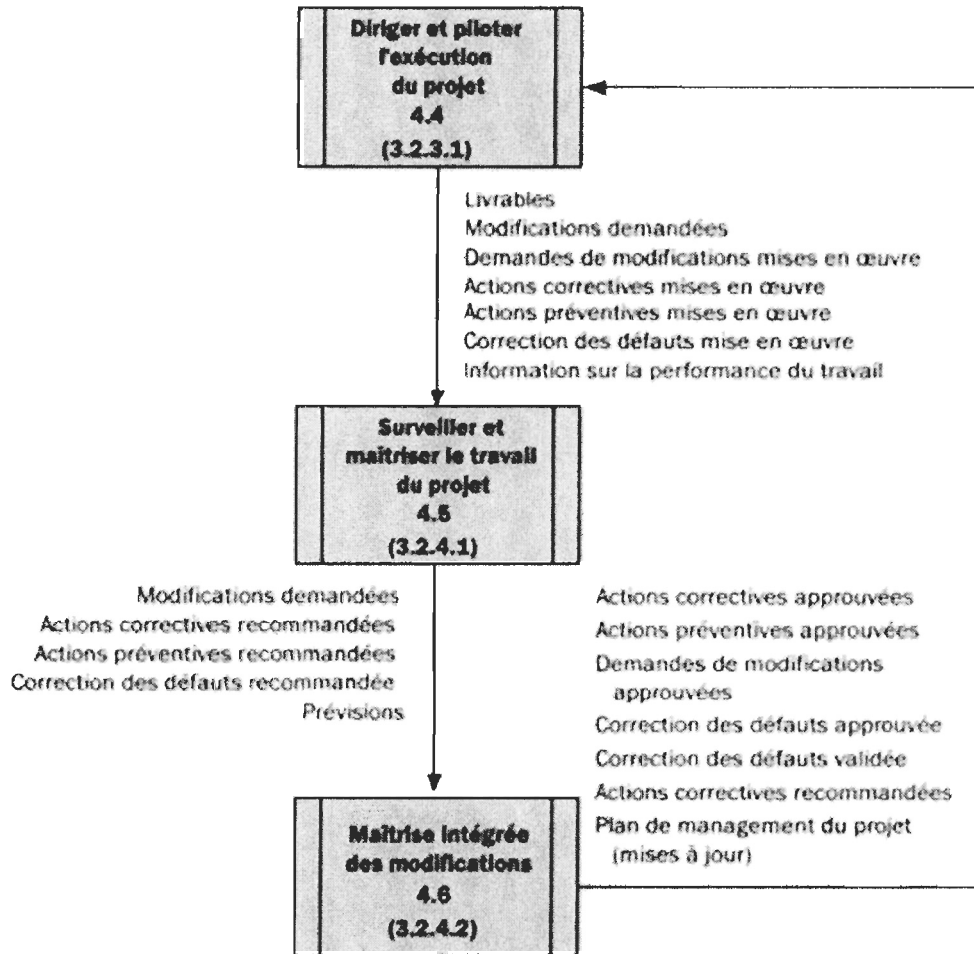 Diriger et piloter
l'exécution
du projet
4.4
(3.2.3.1)
Livrables
Modifications demandées
Demandes de modifications mises en œuvre
Actions correctives mises en œuvre
Actions préventives mises en œuvre
Correction des défauts mise en œuvre
Information sur la performance du travail
Surveiller et
maîtriser le travail
du projet
4.5
(3.2.4.1)
Modifications demandées
Actions correctives recommandées
Actions préventives recommandées
Correction des défauts recommandée
Prévisions
Actions correctives approuvées
Actions préventives approuvées
Demandes de modifications
approuvées
Correction des défauts approuvée
Correction des défauts validée
Actions correctives recommandées
Plan de management du projet
(mises à jour)
Maîtrise intégrée
des modifications
4.6
(3.2.4.2)